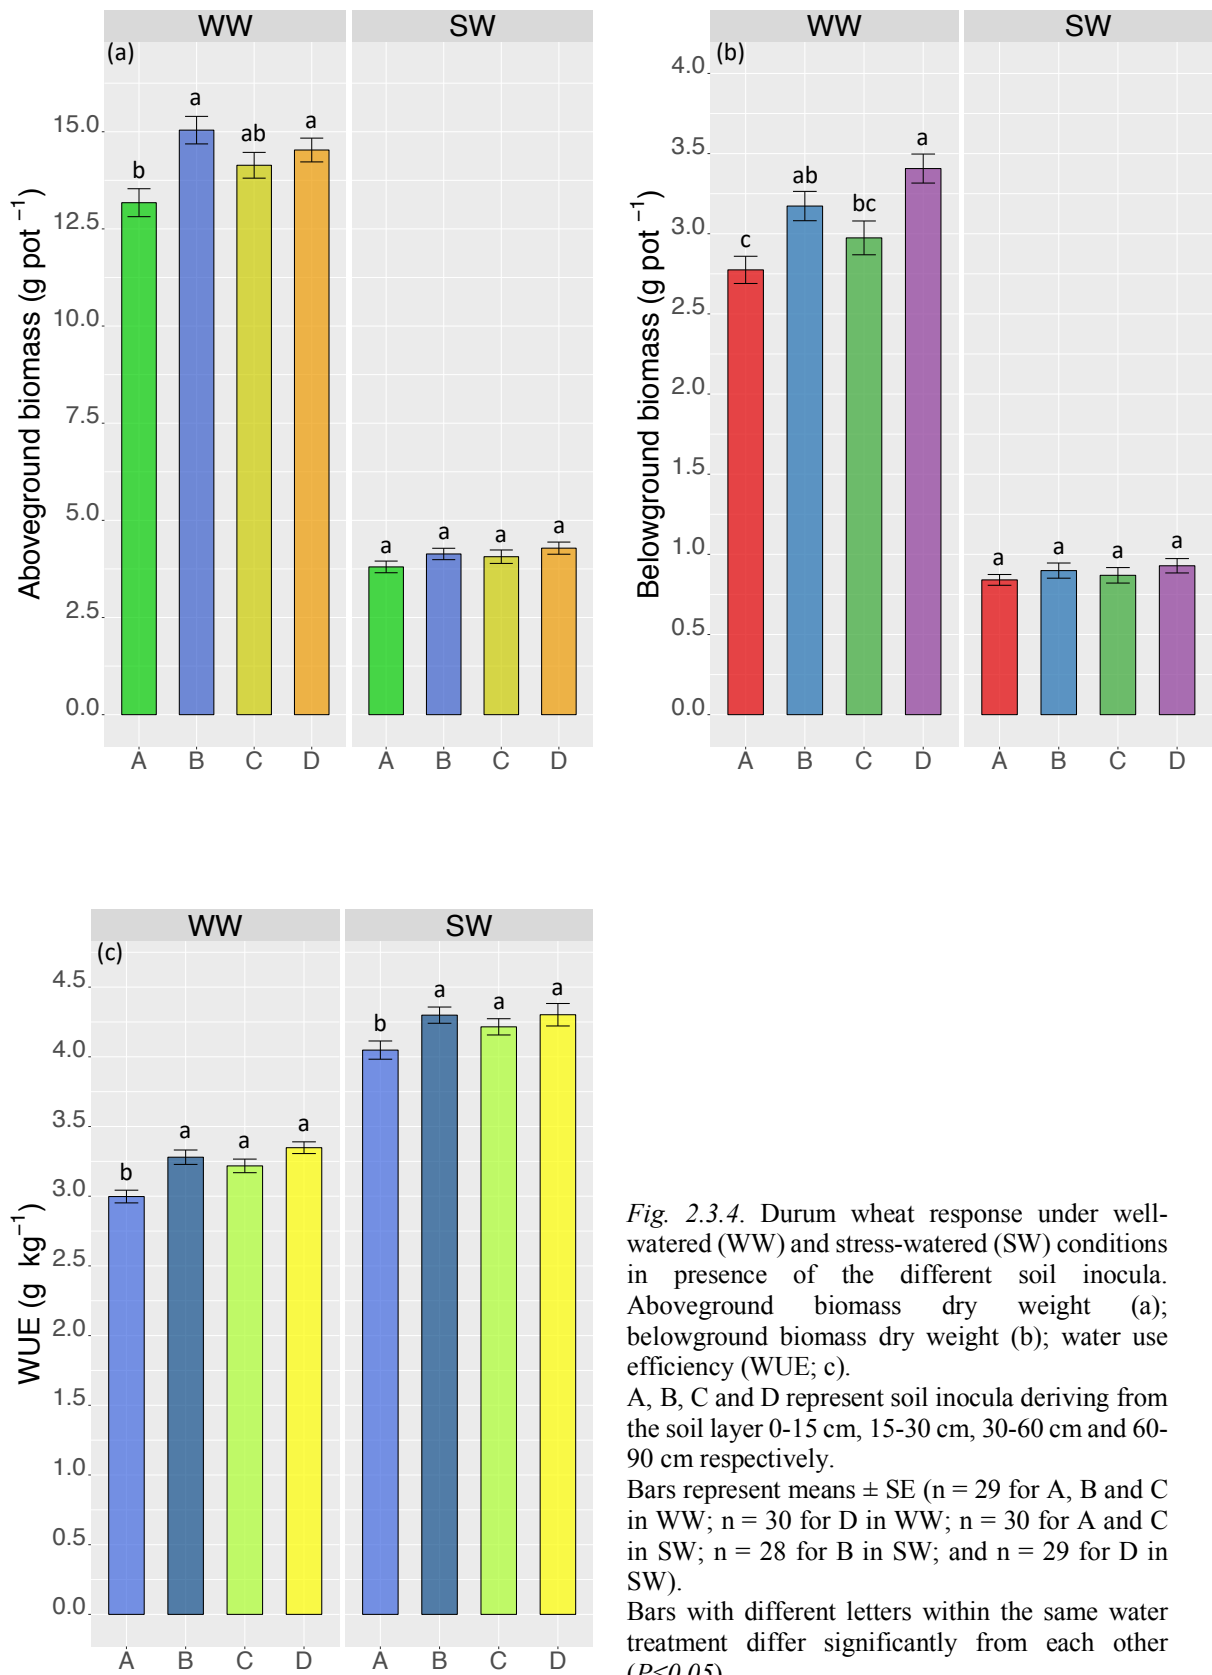 WW SW
(a)
Aboveground biomass (g pot −1)
15.0
12.5
10.0
7.5
5.0
2.5
0.0
b a ab a
a a a a
A B C D A B C D
WW SW
(b)
Belowground biomass (g pot −1)
4.0
3.5
3.0
2.5
2.0
1.5
1.0
0.5
0.0
c ab bc a
a a a a
A B C D A B C D
WW SW
(c)
WUE (g kg−1)
4.5
4.0
3.5
3.0
2.5
2.0
1.5
1.0
0.5
0.0
b a a a
b a a a
A B C D A B C D
Fig. 2.3.4. Durum wheat response under well-
watered (WW) and stress-watered (SW) conditions
in presence of the different soil inocula.
Aboveground biomass dry weight (a);
belowground biomass dry weight (b); water use
efficiency (WUE; c).
A, B, C and D represent soil inocula deriving from
the soil layer 0-15 cm, 15-30 cm, 30-60 cm and 60-
90 cm respectively.
Bars represent means ± SE (n = 29 for A, B and C
in WW; n = 30 for D in WW; n = 30 for A and C
in SW; n = 28 for B in SW; and n = 29 for D in
SW).
Bars with different letters within the same water
treatment differ significantly from each other
(P<0.05)